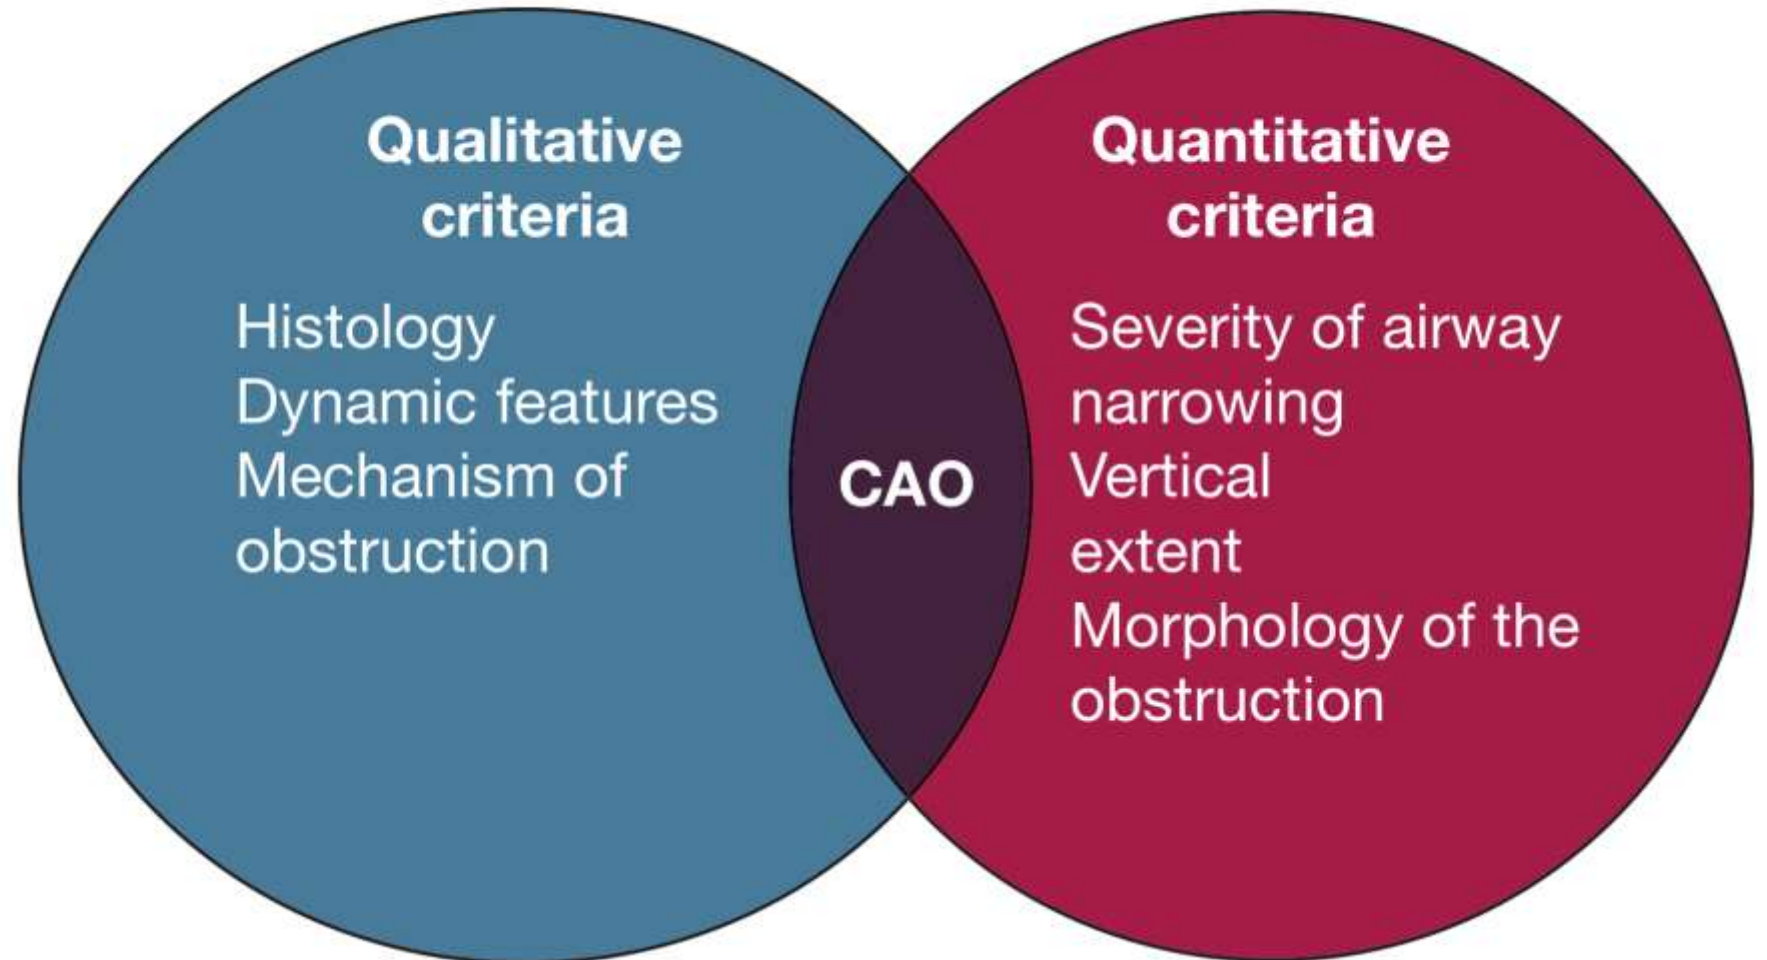 Qualitative
criteria
Histology
Dynamic features
Mechanism of
obstruction
CAO
Quantitative
criteria
Severity of airway
narrowing
Vertical
extent
Morphology of the
obstruction